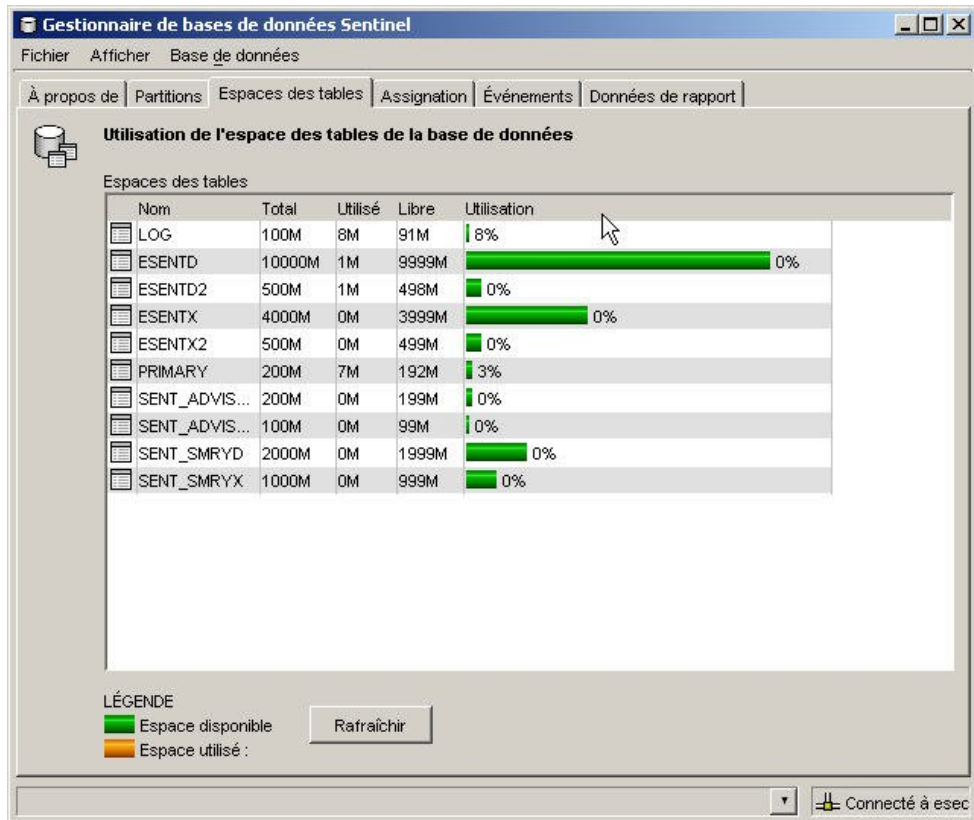 Gestionnaire de bases de données Sentinel
Fichier Afficher Base de données
À propos de Partitions Espaces des tables Assignation Événements Données de rapport
Utilisation de l'espace des tables de la base de données
Espaces des tables
Nom Total Utilisé Libre Utilisation
LOG 100M 8M 91M 8%
ESENTD 10000M 1M 9999M 0%
ESENTD2 500M 1M 498M 0%
ESENTX 4000M 0M 3999M 0%
ESENTX2 500M 0M 499M 0%
PRIMARY 200M 7M 192M 3%
SENT_ADVIS... 200M 0M 199M 0%
SENT_ADVIS... 100M 0M 99M 0%
SENT_SMRYD 2000M 0M 1999M 0%
SENT_SMRYX 1000M 0M 999M 0%
LÉGENDE
Espace disponible
Rafraîchir
Espace utilisé :
Connecté à esec